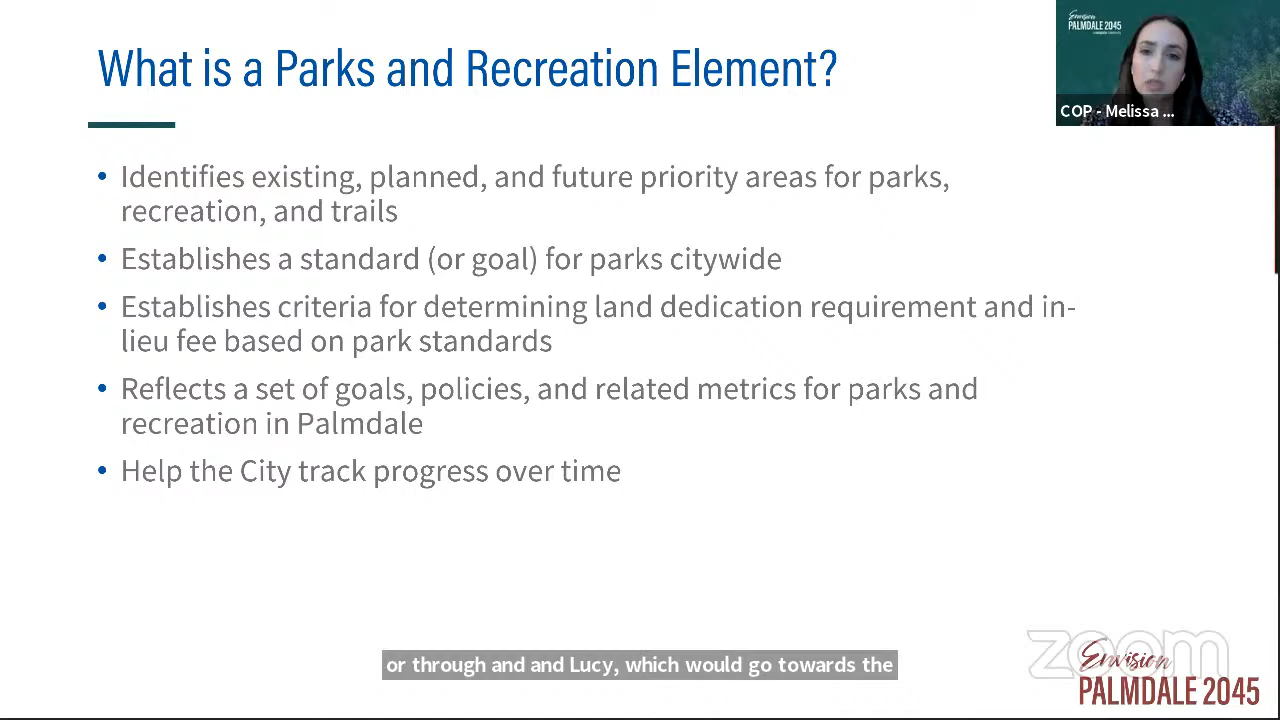 What is a Parks and Recreation Element?
Envision
PALMDALE 2045
COP - Melissa ...
• Identifies existing, planned, and future priority areas for parks,
recreation, and trails
• Establishes a standard (or goal) for parks citywide
• Establishes criteria for determining land dedication requirement and in-
lieu fee based on park standards
• Reflects a set of goals, policies, and related metrics for parks and
recreation in Palmdale
• Help the City track progress over time
or through and and Lucy, which would go towards the
zoom
Envision
PALMDALE 2045